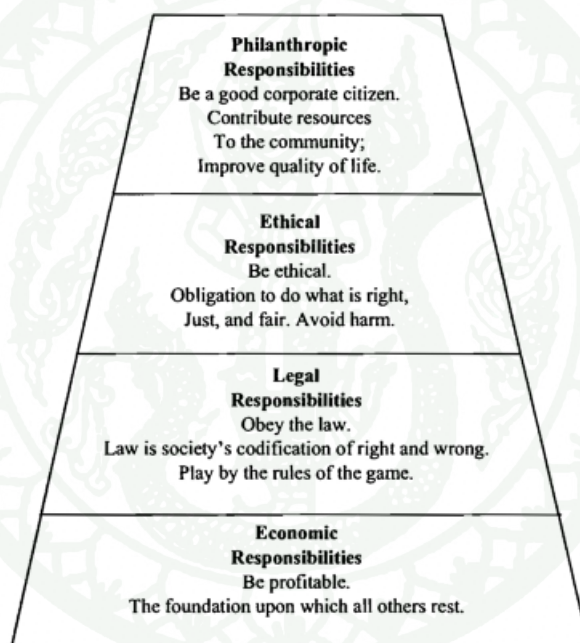 Philanthropic
Responsibilities
Be a good corporate citizen.
Contribute resources
To the community;
Improve quality of life.
Ethical
Responsibilities
Be ethical.
Obligation to do what is right,
Just, and fair. Avoid harm.
Legal
Responsibilities
Obey the law.
Law is society's codification of right and wrong.
Play by the rules of the game.
Economic
Responsibilities
Be profitable.
The foundation upon which all others rest.